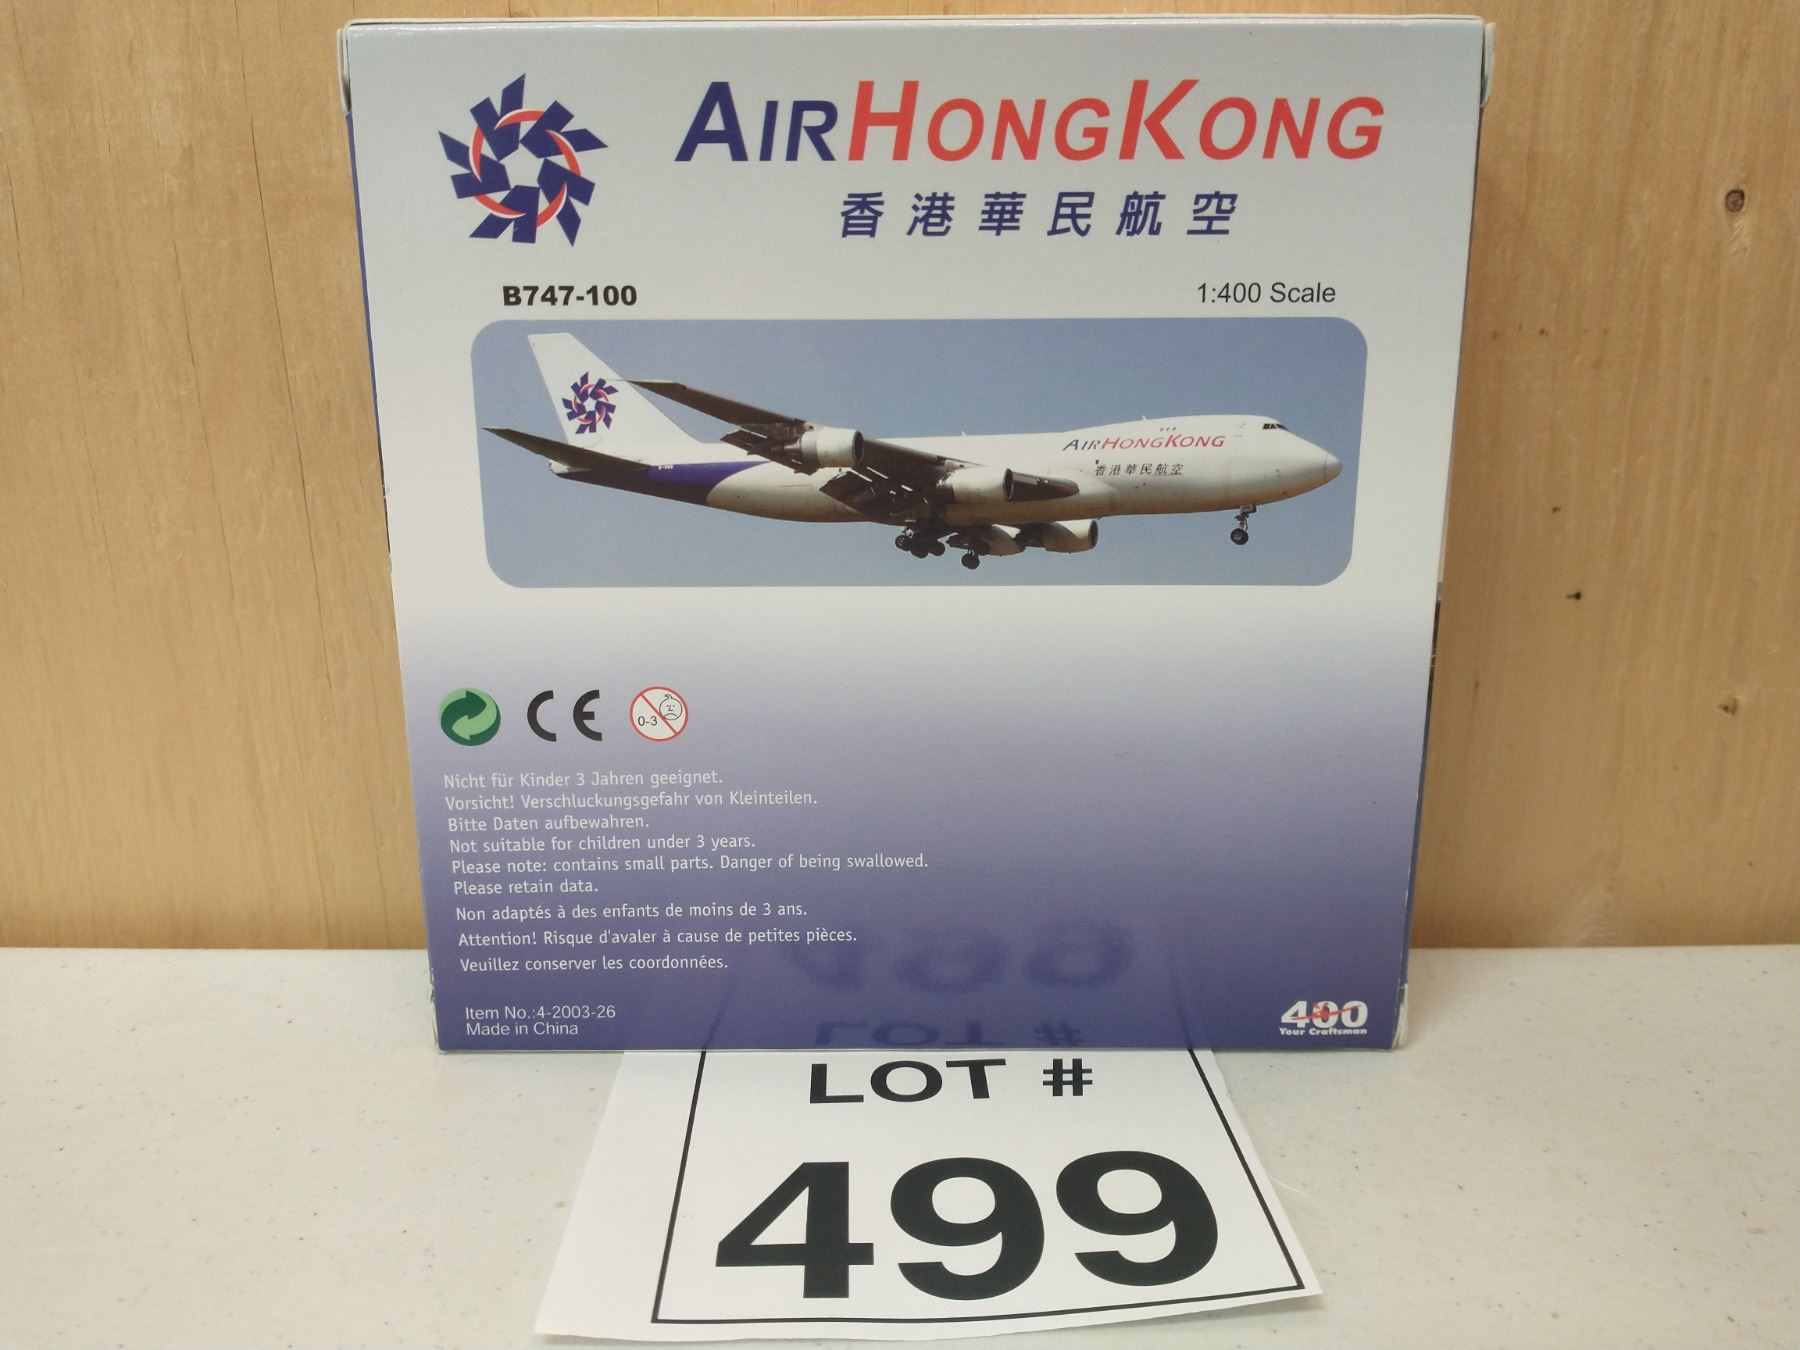 AIRHONGKONG
香港華民航空
B747-100
1:400 Scale
AIRHONGKONG
香港華民航空
CE
0-3
Nicht für Kinder 3 Jahren geeignet.
Vorsicht! Verschluckungsgefahr von Kleinteilen.
Bitte Daten aufbewahren.
Not suitable for children under 3 years.
Please note: contains small parts. Danger of being swallowed.
Please retain data.
Non adaptés à des enfants de moins de 3 ans.
Attention! Risque d'avaler à cause de petites pièces.
Veuillez conserver les coordonnées.
Item No.:4-2003-26
Made in China
400
Your Craftsman
LOT #
499